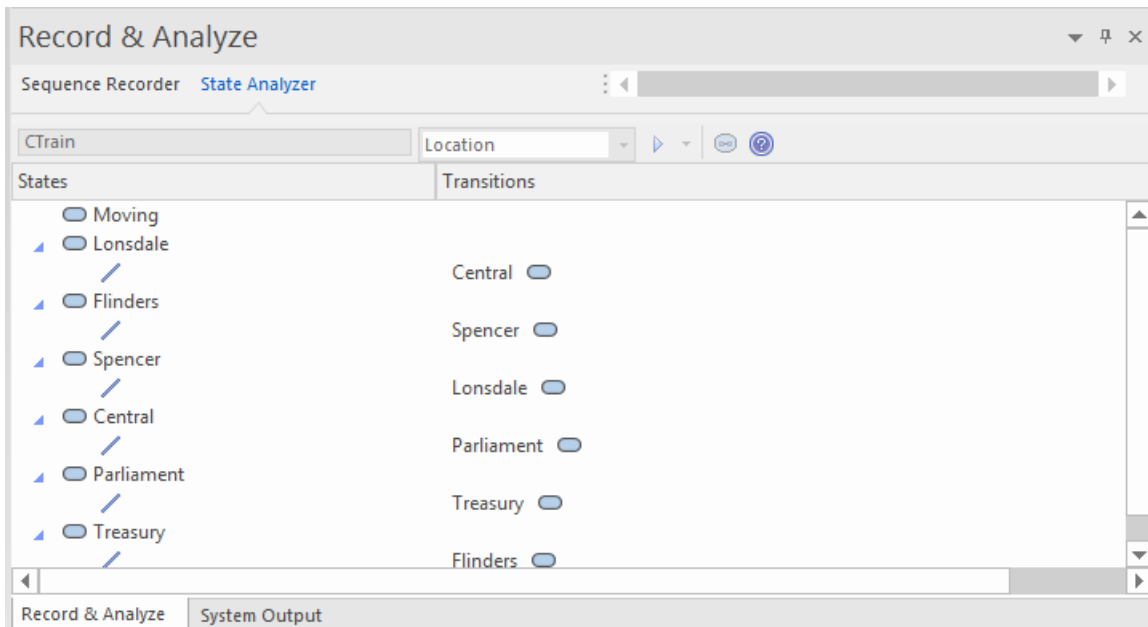 Record & Analyze
Sequence Recorder State Analyzer
CTrain Location
States Transitions
Moving
Lonsdale
Central
Flinders
Spencer
Spencer
Lonsdale
Central
Parliament
Parliament
Treasury
Treasury
Flinders
Record & Analyze System Output